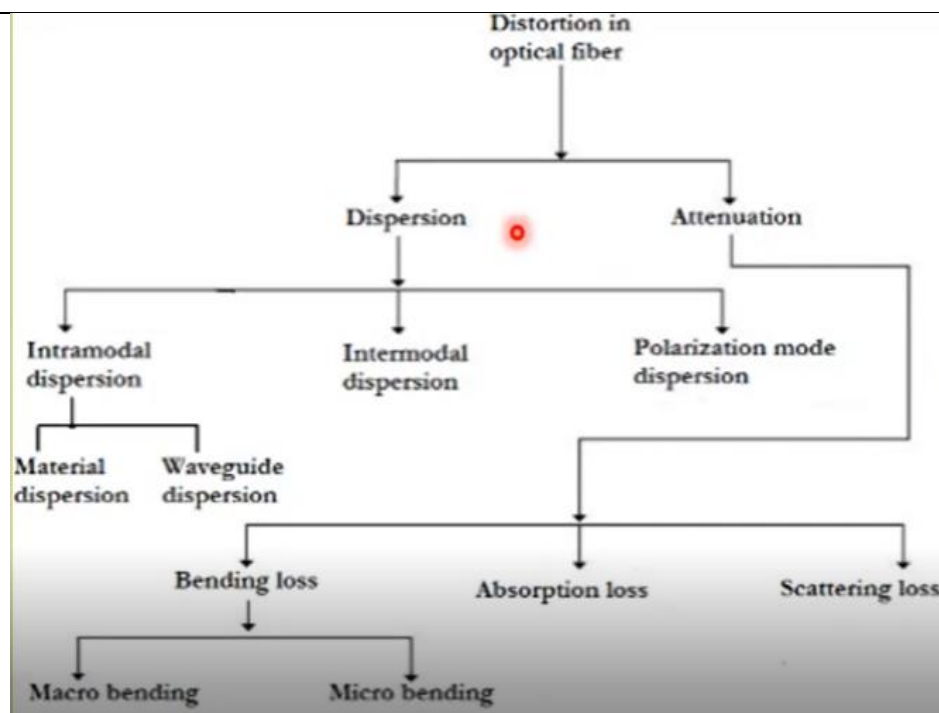 Distortion in
optical fiber
Dispersion
Attenuation
Intramodal
dispersion
Intermodal
dispersion
Polarization mode
dispersion
Material
dispersion
Waveguide
dispersion
Bending loss
Absorption loss
Scattering loss
Macro bending
Micro bending